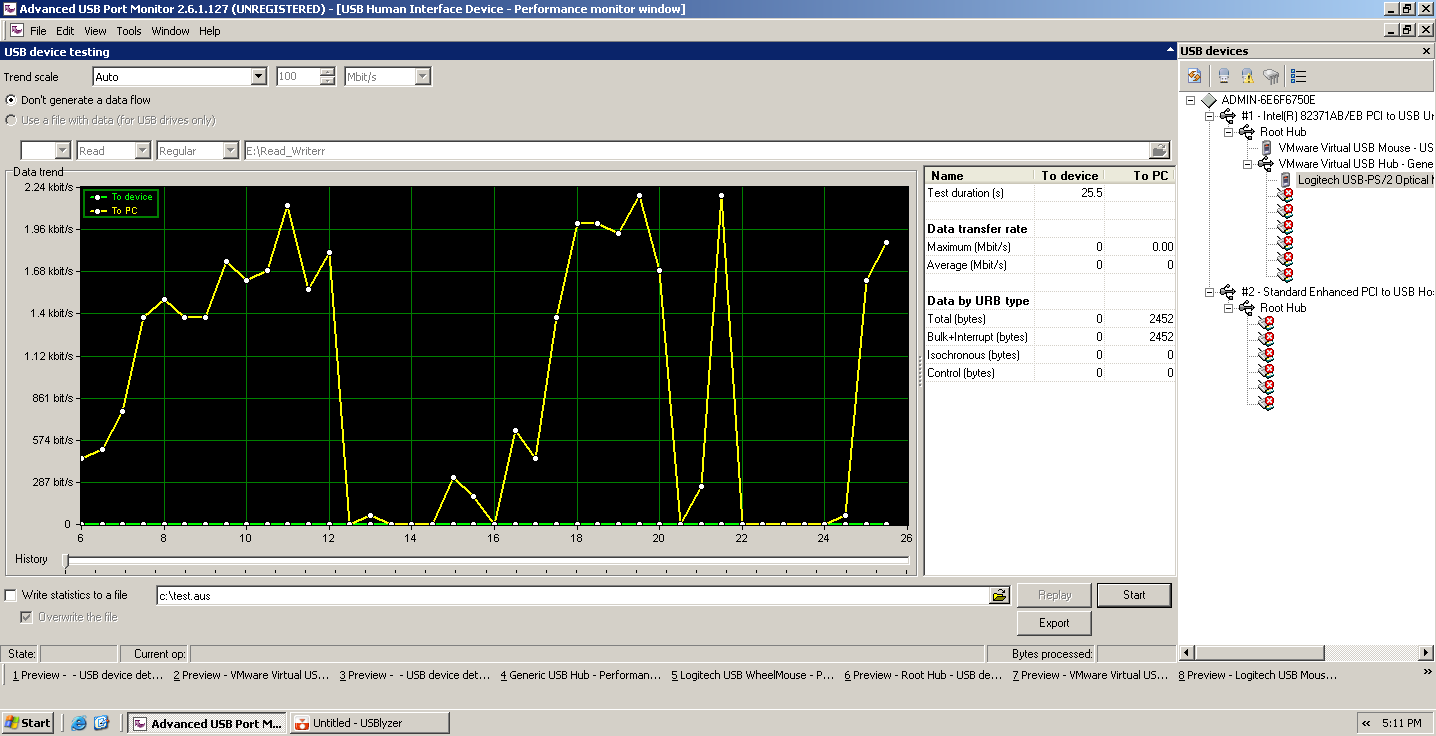 Advanced USB Port Monitor 2.6.1.127 (UNREGISTERED) - [USB Human Interface Device - Performance monitor window]
File Edit View Tools Window Help
USB device testing
USB devices
Trend scale Auto 100 Mbit/s
Don't generate a data flow
Use a file with data (for USB drives only)
Read Regular E:\Read_Writerr
Data trend
2.24 kbit/s
1.96 kbit/s
1.68 kbit/s
1.4 kbit/s
1.12 kbit/s
861 bit/s
574 bit/s
287 bit/s
0
To device
To PC
6 8 10 12 14 16 18 20 22 24 26
History
Name To device To PC
Test duration (s) 25.5
Data transfer rate
Maximum (Mbit/s) 0 0.00
Average (Mbit/s) 0 0
Data by URB type
Total (bytes) 0 2452
Bulk+Interrupt (bytes) 0 2452
Isochronous (bytes) 0 0
Control (bytes) 0 0
ADMIN-6E6F6750E
#1 - Intel(R) 82371AB/EB PCI to USB Un
Root Hub
VMware Virtual USB Mouse - US
VMware Virtual USB Hub - Gene
Logitech USB-PS/2 Optical M
#2 - Standard Enhanced PCI to USB Ho
Root Hub
Write statistics to a file c:\test.aus Replay Start
Overwrite the file Export
State: Current op: Bytes processed:
1 Preview - - USB device det... 2 Preview - VMware Virtual US... 3 Preview - - USB device det... 4 Generic USB Hub - Performan... 5 Logitech USB WheelMouse - P... 6 Preview - Root Hub - USB de... 7 Preview - VMware Virtual US... 8 Preview - Logitech USB Mous... »
Start Advanced USB Port M... Untitled - USBlyzer « 5:11 PM